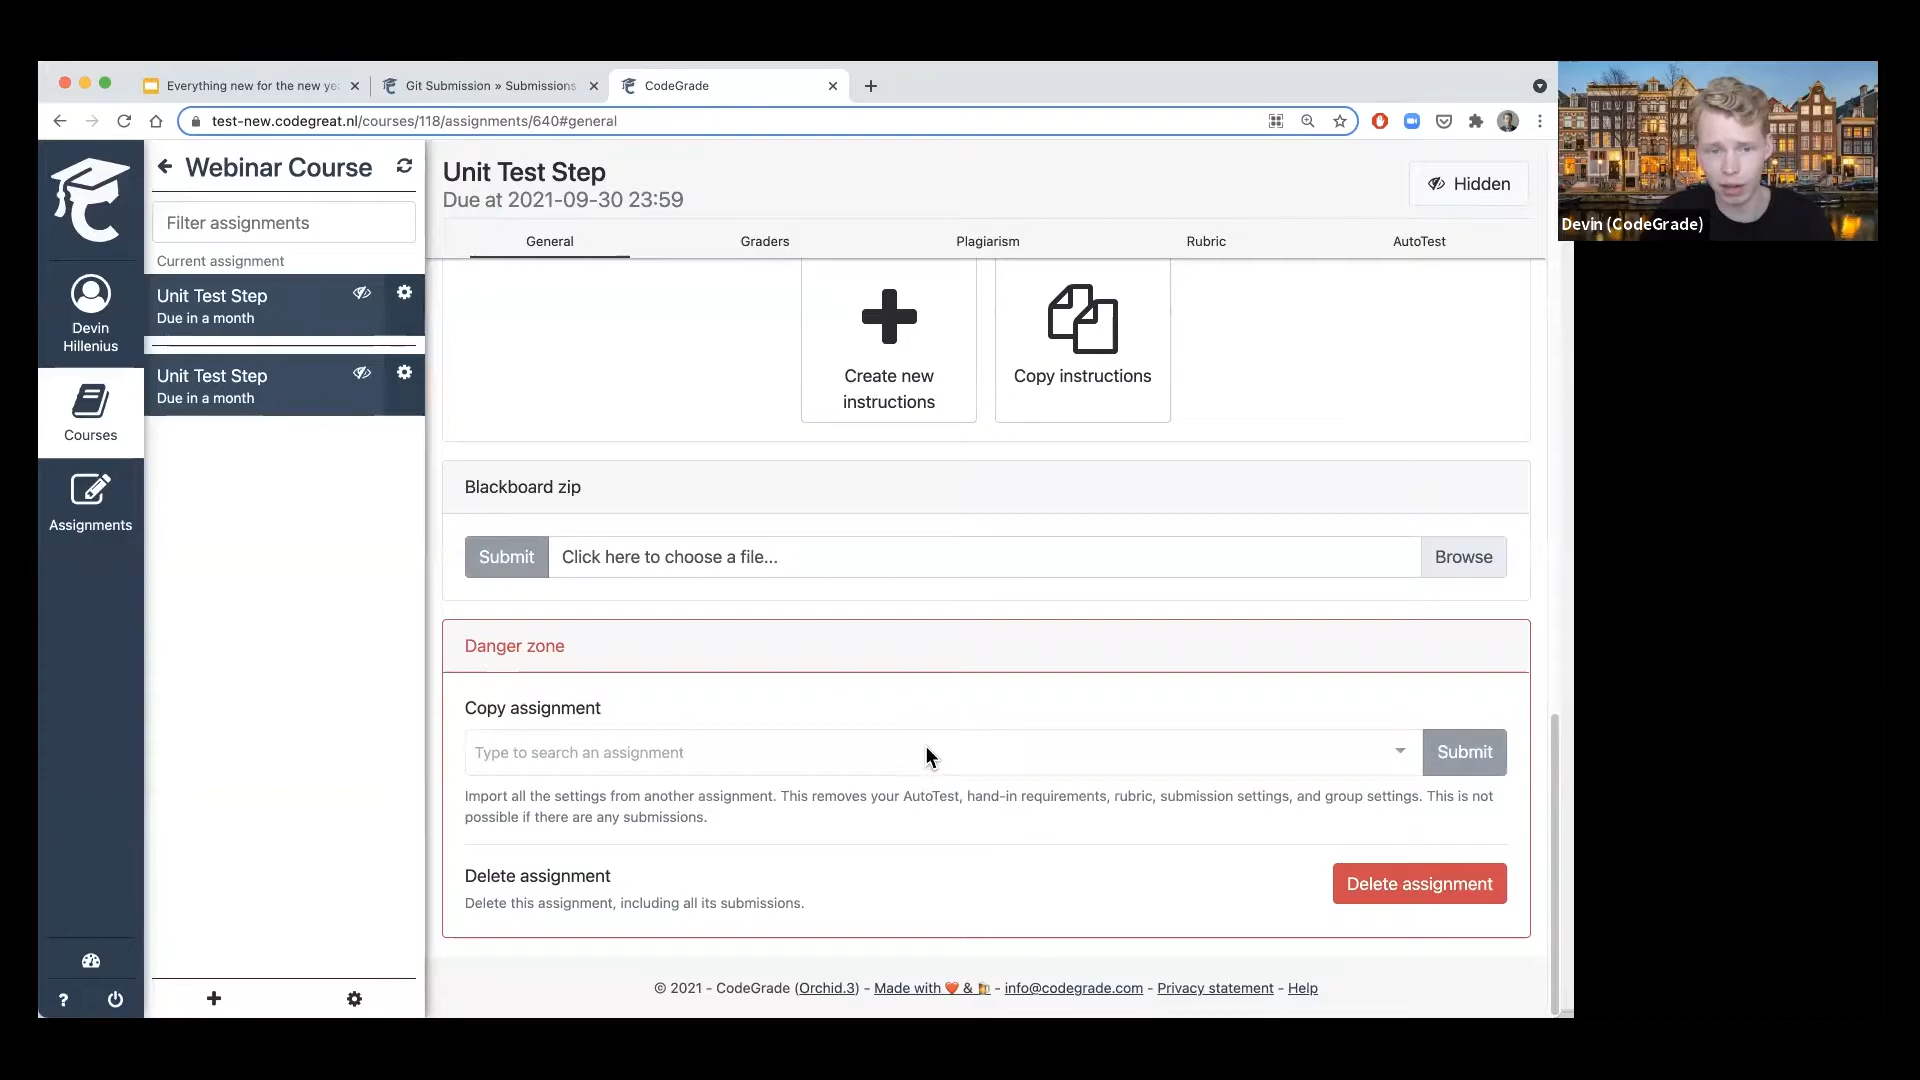 Everything new for the new ye
Git Submission » Submissions
CodeGrade
test-new.codegreat.nl/courses/118/assignments/640#general
Devin
Hillenius
Courses
Assignments
?
Webinar Course
Filter assignments
Current assignment
Unit Test Step
Due in a month
Unit Test Step
Due in a month
Unit Test Step
Due at 2021-09-30 23:59
Hidden
General
Graders
Plagiarism
Rubric
AutoTest
Create new
instructions
Copy instructions
Blackboard zip
Submit
Click here to choose a file...
Browse
Danger zone
Copy assignment
Type to search an assignment
Submit
Import all the settings from another assignment. This removes your AutoTest, hand-in requirements, rubric, submission settings, and group settings. This is not
possible if there are any submissions.
Delete assignment
Delete this assignment, including all its submissions.
Delete assignment
© 2021 - CodeGrade (Orchid.3) - Made with ❤️ & 🍻 - info@codegrade.com - Privacy statement - Help
Devin (CodeGrade)